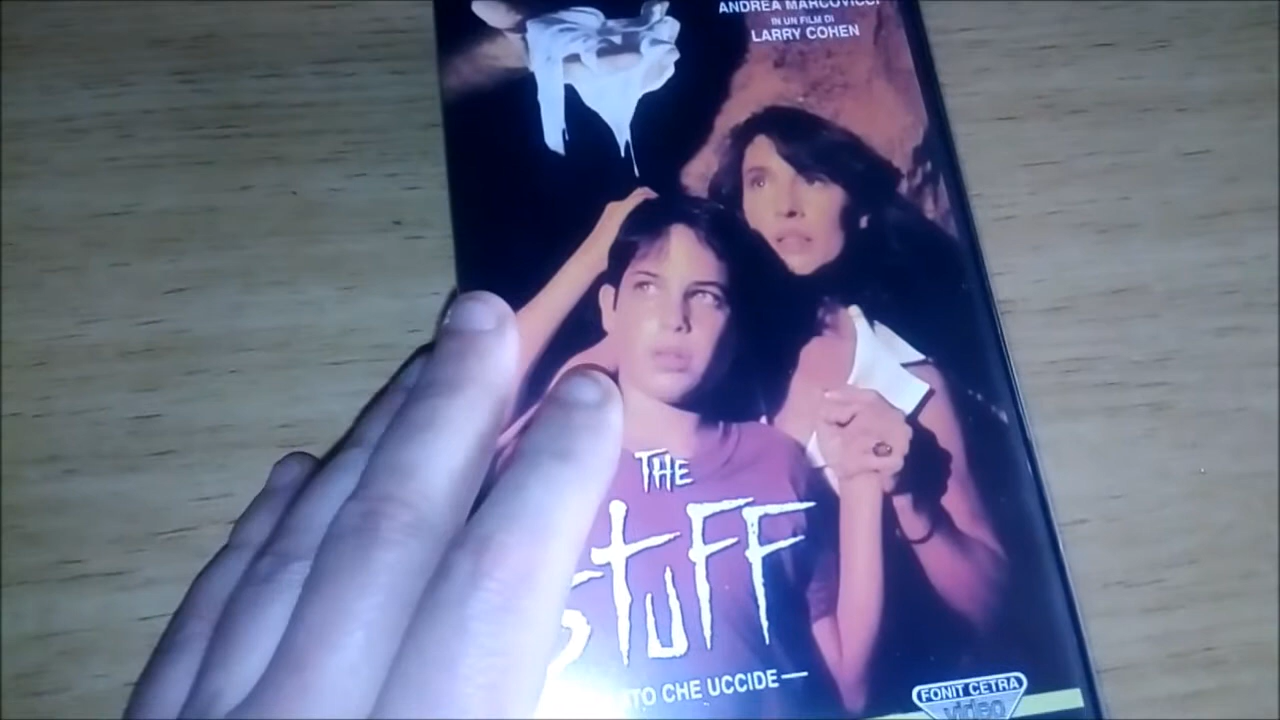 ANDREA MARCOVICCI
IN UN FILM DI
LARRY COHEN
THE
STUFF
CHE UCCIDE
FONIT CETRA
video